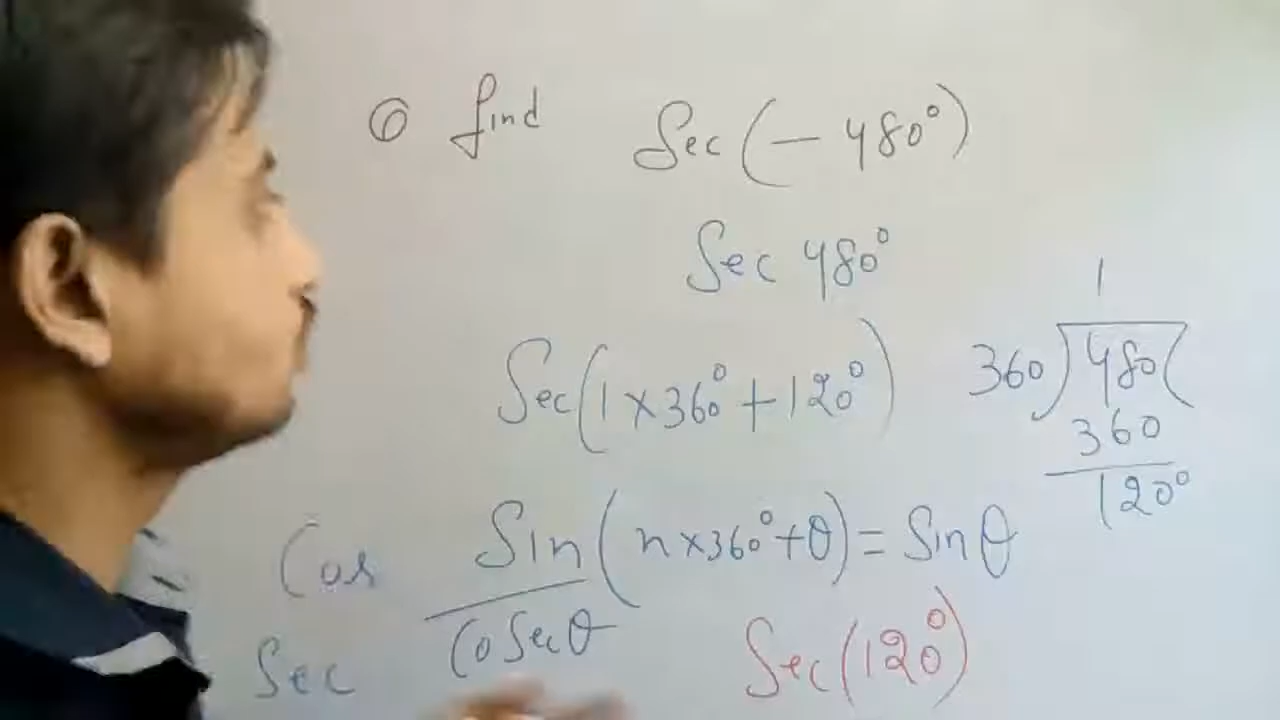 ⑥ find Sec(-480°)
Sec 480°
1
Sec(1×360°+120°) 360)480(
360
120°
Cos Sin(n×360°+θ)=Sinθ
Cosecθ
Sec Sec(120°)